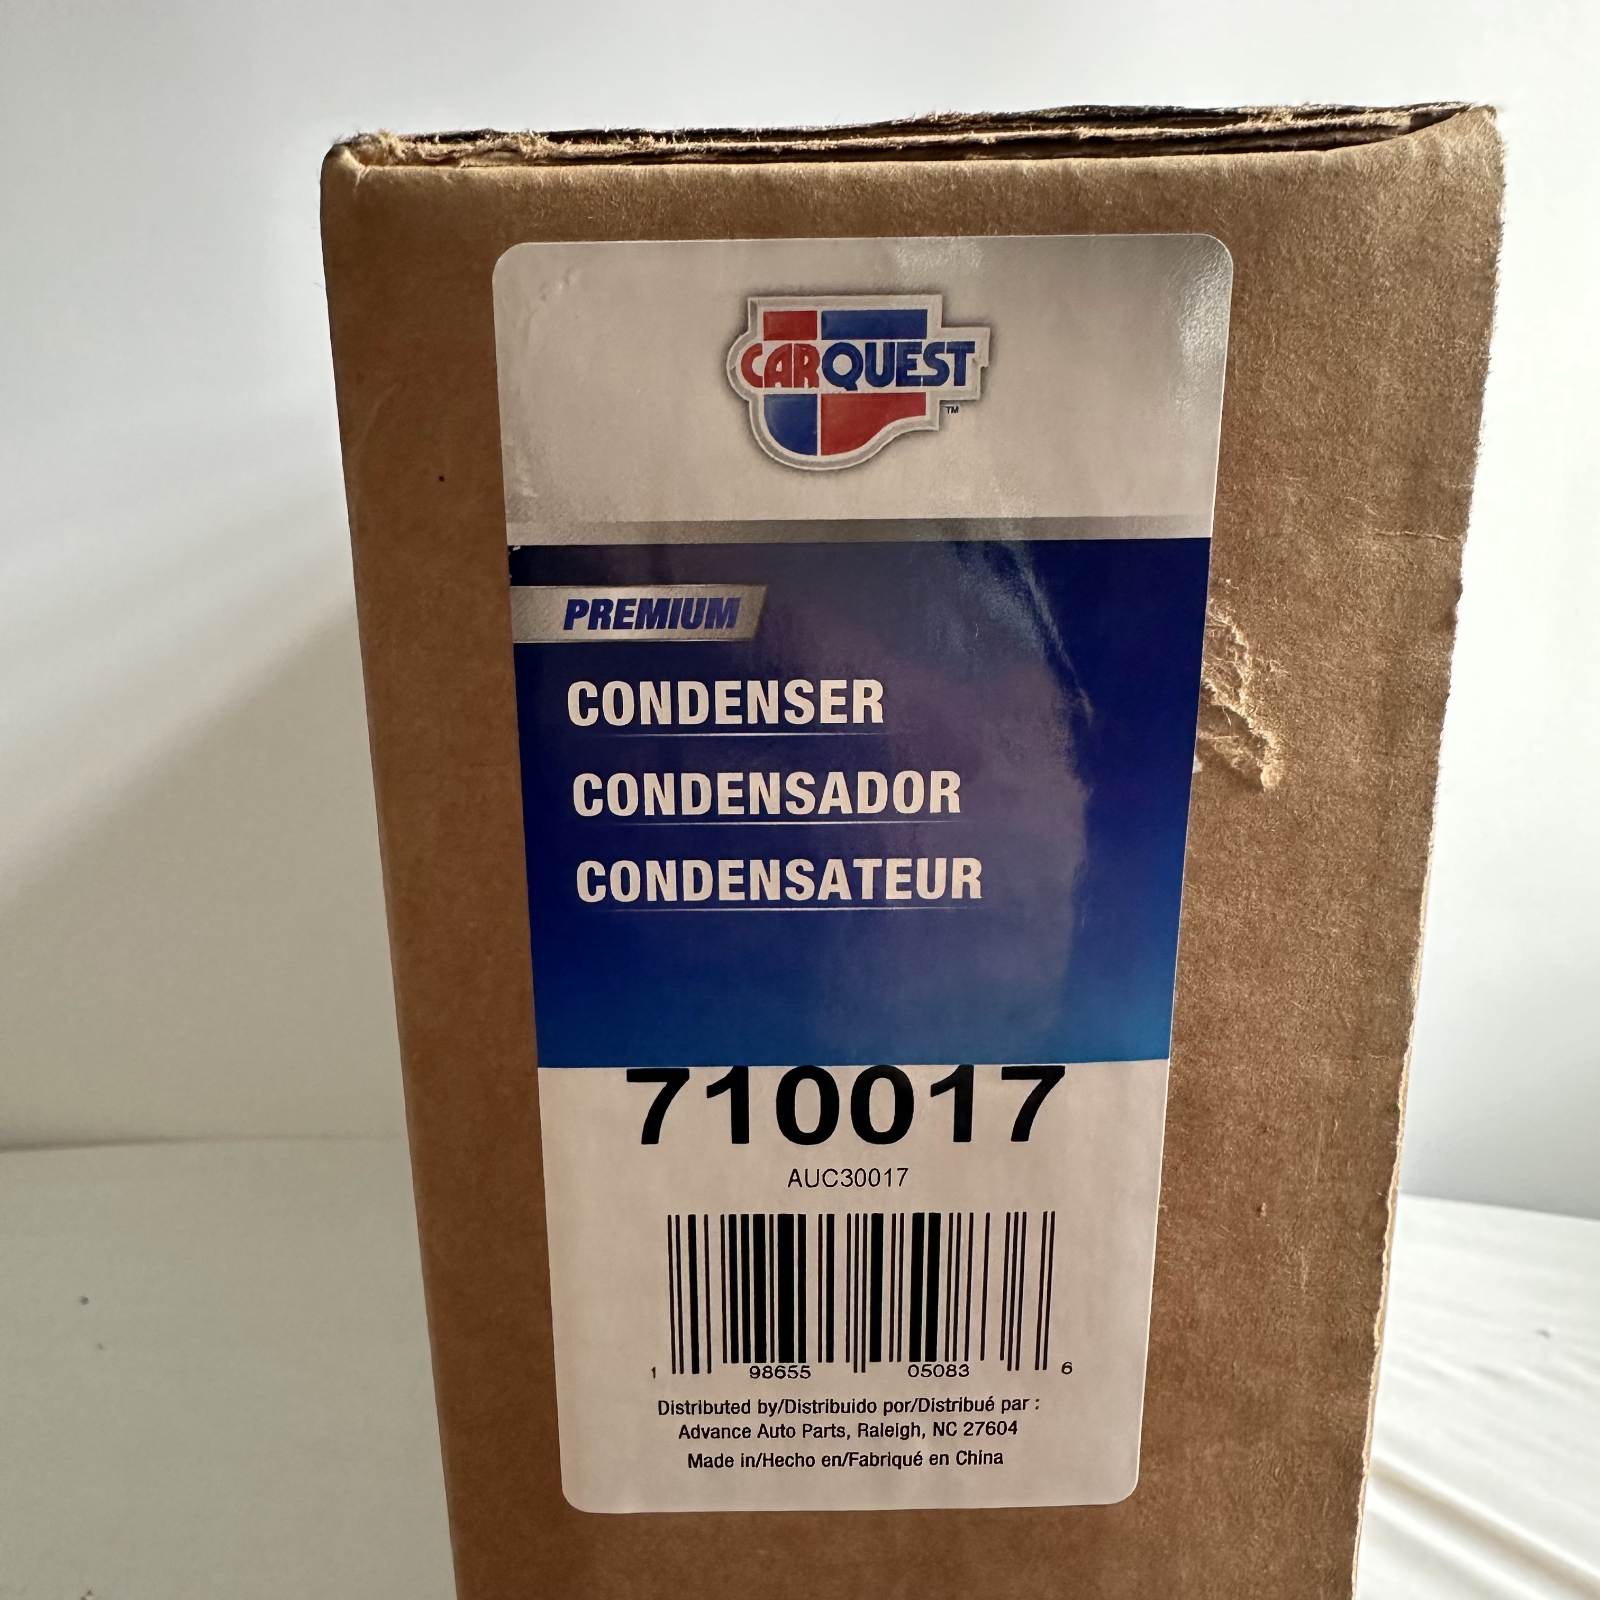 CARQUEST
TM
PREMIUM
CONDENSER
CONDENSADOR
CONDENSATEUR
710017
AUC30017
1 98655 05083 6
Distributed by/Distribuido por/Distribué par :
Advance Auto Parts, Raleigh, NC 27604
Made in/Hecho en/Fabriqué en China